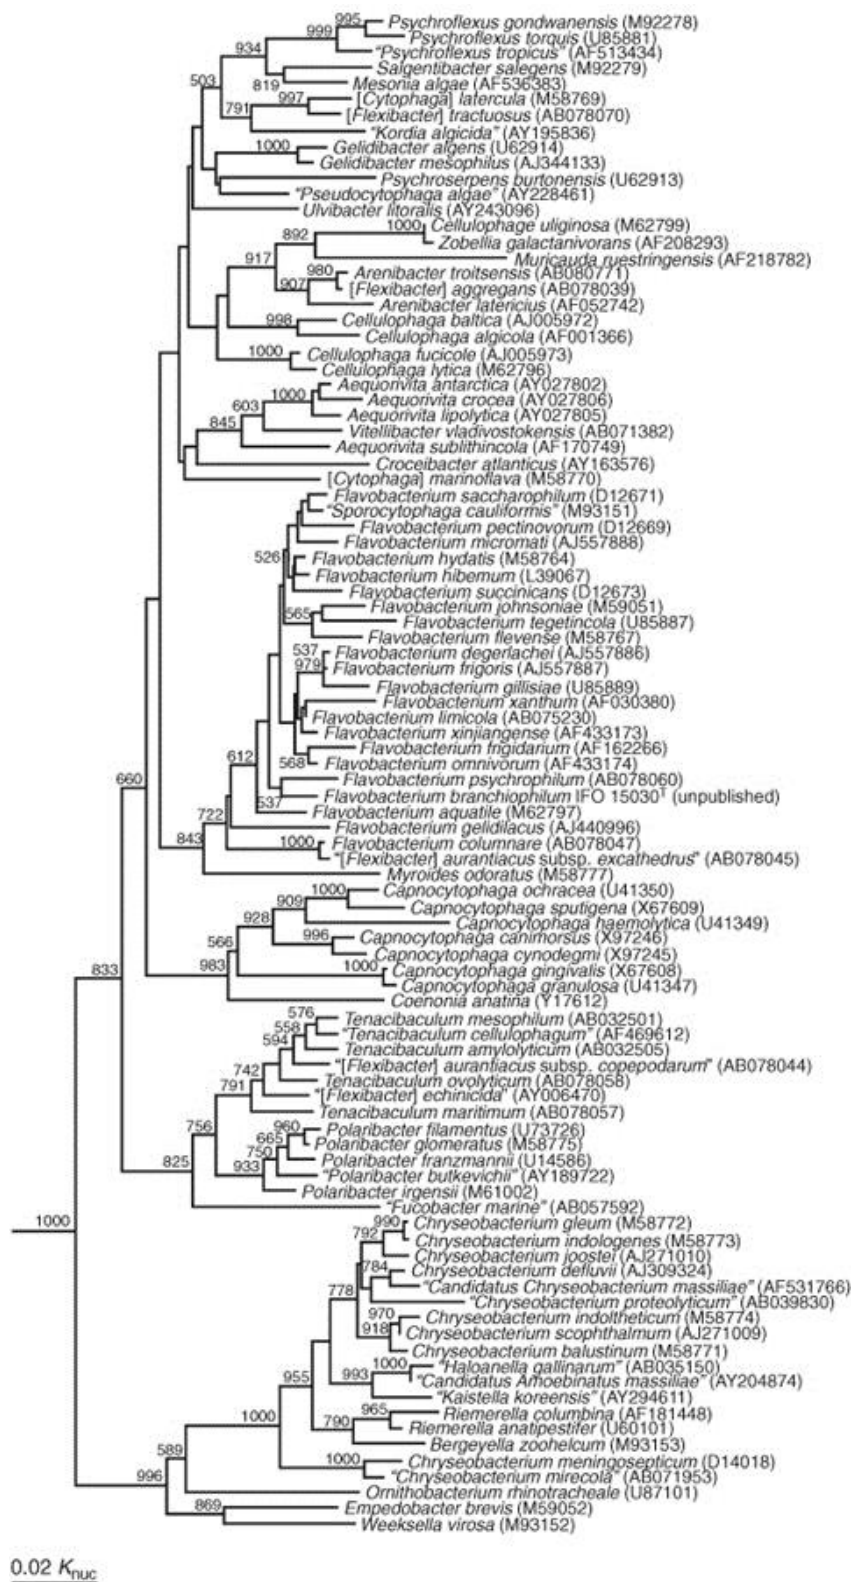 995
Psychroflexus gondwanensis (M92278)
999
Psychroflexus torquis (U85881)
934
"Psychroflexus tropicus" (AF513434)
Salgentibacter salegens (M92279)
503
819
Mesonia algae (AF536383)
997
[Cytophaga] latercula (M58769)
791
[Flexibacter] tractuosus (AB078070)
"Kordia algicida" (AY195836)
1000
Gelidibacter algens (U62914)
Gelidibacter mesophilus (AJ344133)
Psychroserpens burtonensis (U62913)
"Pseudocytophaga algae" (AY228461)
Ulvibacter litoralis (AY243096)
1000
Cellulophage uliginosa (M62799)
892
Zobellia galactanivorans (AF208293)
917
Muricauda ruestringensis (AF218782)
980
Arenibacter troitsensis (AB080771)
907
[Flexibacter] aggregans (AB078039)
Arenibacter latericius (AF052742)
998
Cellulophaga baltica (AJ005972)
Cellulophaga algicola (AF001366)
1000
Cellulophaga fucicole (AJ005973)
Cellulophaga lytica (M62796)
1000
Aequorivita antarctica (AY027802)
603
Aequorivita crocea (AY027806)
845
Aequorivita lipolytica (AY027805)
Vitellibacter vladivostokensis (AB071382)
Aequorivita sublithincola (AF170749)
Croceibacter atlanticus (AY163576)
[Cytophaga] marinoflava (M58770)
Flavobacterium saccharophilum (D12671)
"Sporocytophaga cauliformis" (M93151)
Flavobacterium pectinovorum (D12669)
Flavobacterium micromati (AJ557888)
526
Flavobacterium hydatis (M58764)
Flavobacterium hibernum (L39067)
Flavobacterium succinicans (D12673)
565
Flavobacterium johnsoniae (M59051)
Flavobacterium tegetincola (U85887)
Flavobacterium flevense (M58767)
537
Flavobacterium degerlachei (AJ557886)
979
Flavobacterium frigoris (AJ557887)
Flavobacterium gillisiae (U85889)
Flavobacterium xanthum (AF030380)
Flavobacterium limicola (AB075230)
Flavobacterium xinjiangense (AF433173)
612
Flavobacterium frigidarium (AF162266)
568
Flavobacterium omnivorum (AF433174)
660
Flavobacterium psychrophilum (AB078060)
537
Flavobacterium branchiophilum IFO 15030T (unpublished)
722
Flavobacterium aquatile (M62797)
Flavobacterium gelidilacus (AJ440996)
843
1000
Flavobacterium columnare (AB078047)
"[Flexibacter] aurantiacus subsp. excathedrus" (AB078045)
Myroides odoratus (M58777)
1000
Capnocytophaga ochracea (U41350)
909
Capnocytophaga sputigena (X67609)
928
Capnocytophaga haemolytica (U41349)
996
Capnocytophaga canimorsus (X97246)
566
Capnocytophaga cynodegmi (X97245)
833
983
1000
Capnocytophaga gingivalis (X67608)
Capnocytophaga granulosa (U41347)
Coenonia anatina (Y17612)
576
Tenacibaculum mesophilum (AB032501)
558
"Tenacibaculum cellulophagum" (AF469612)
594
Tenacibaculum amylolyticum (AB032505)
742
"[Flexibacter] aurantiacus subsp. copepodarum" (AB078044)
791
Tenacibaculum ovolyticum (AB078058)
"[Flexibacter] echinicida" (AY006470)
Tenacibaculum maritimum (AB078057)
756
960
Polaribacter filamentus (U73726)
665
Polaribacter glomeratus (M58775)
750
Polaribacter franzmannii (U14586)
825
933
"Polaribacter butkevichii" (AY189722)
Polaribacter irgensii (M61002)
"Fucobacter marine" (AB057592)
1000
990
Chryseobacterium gleum (M58772)
792
Chryseobacterium indologenes (M58773)
Chryseobacterium joostei (AJ271010)
784
Chryseobacterium defluvii (AJ309324)
778
"Candidatus Chryseobacterium massiliae" (AF531766)
"Chryseobacterium proteolyticum" (AB039830)
970
Chryseobacterium indoltheticum (M58774)
918
Chryseobacterium scophthalmum (AJ271009)
Chryseobacterium balustinum (M58771)
1000
"Haloanella gallinarum" (AB035150)
955
993
"Candidatus Amoebinatus massiliae" (AY204874)
"Kaistella koreensis" (AY294611)
965
Riemerella columbina (AF181448)
1000
790
Riemerella anatipestifer (U60101)
Bergeyella zoohelcum (M93153)
589
1000
Chryseobacterium meningosepticum (D14018)
996
"Chryseobacterium mirecola" (AB071953)
Ornithobacterium rhinotracheale (U87101)
869
Empedobacter brevis (M59052)
Weeksella virosa (M93152)
0.02 Knuc